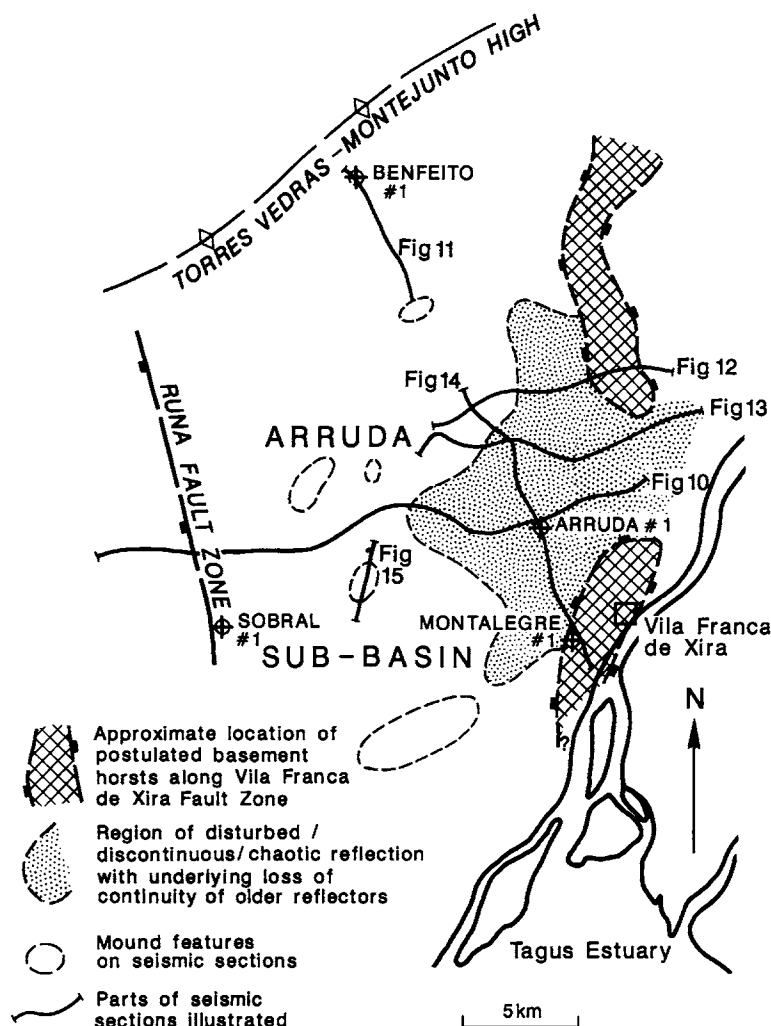 TORRES VEDRAS - MONTEJUNTO HIGH
BENFEITO
#1
Fig 11
Fig 14
Fig 12
Fig 13
RUNA FAULT ZONE
ARRUDA
Fig 10
ARRUDA #1
Fig
15
SOBRAL
#1
MONTALEGRE
#1
Vila Franca
de Xira
SUB-BASIN
N
?
Approximate location of
postulated basement
horsts along Vila Franca
de Xira Fault Zone
Region of disturbed /
discontinuous/chaotic reflection
with underlying loss of
continuity of older reflectors
Mound features
on seismic sections
Tagus Estuary
Parts of seismic
sections illustrated
5km